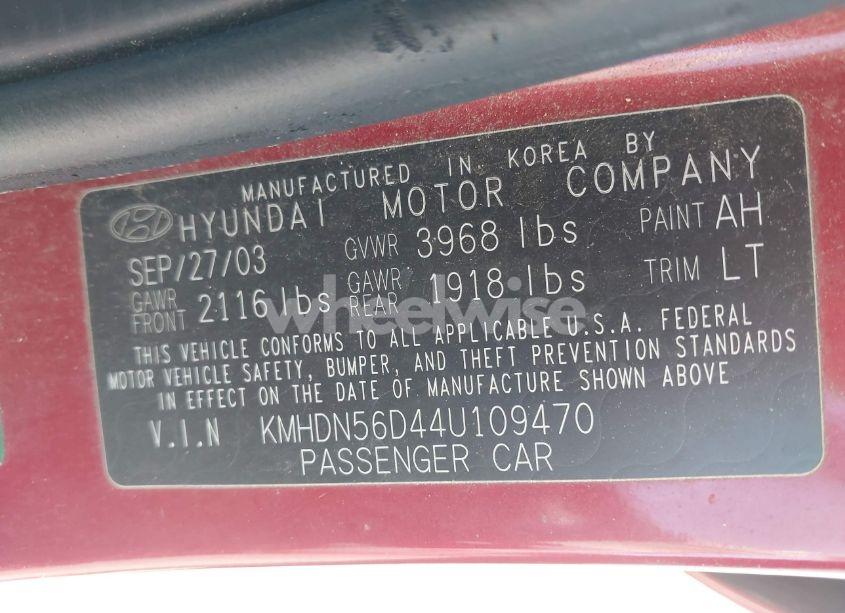 MANUFACTURED IN KOREA BY
HYUNDAI MOTOR COMPANY
SEP/27/03 GVWR 3968 lbs PAINT AH
GAWR FRONT 2116 lbs GAWR REAR 1918 lbs TRIM LT
THIS VEHICLE CONFORMS TO ALL APPLICABLE U.S.A. FEDERAL
MOTOR VEHICLE SAFETY, BUMPER, AND THEFT PREVENTION STANDARDS
IN EFFECT ON THE DATE OF MANUFACTURE SHOWN ABOVE
V.I.N KMHDN56D44U109470
PASSENGER CAR
wheelwise